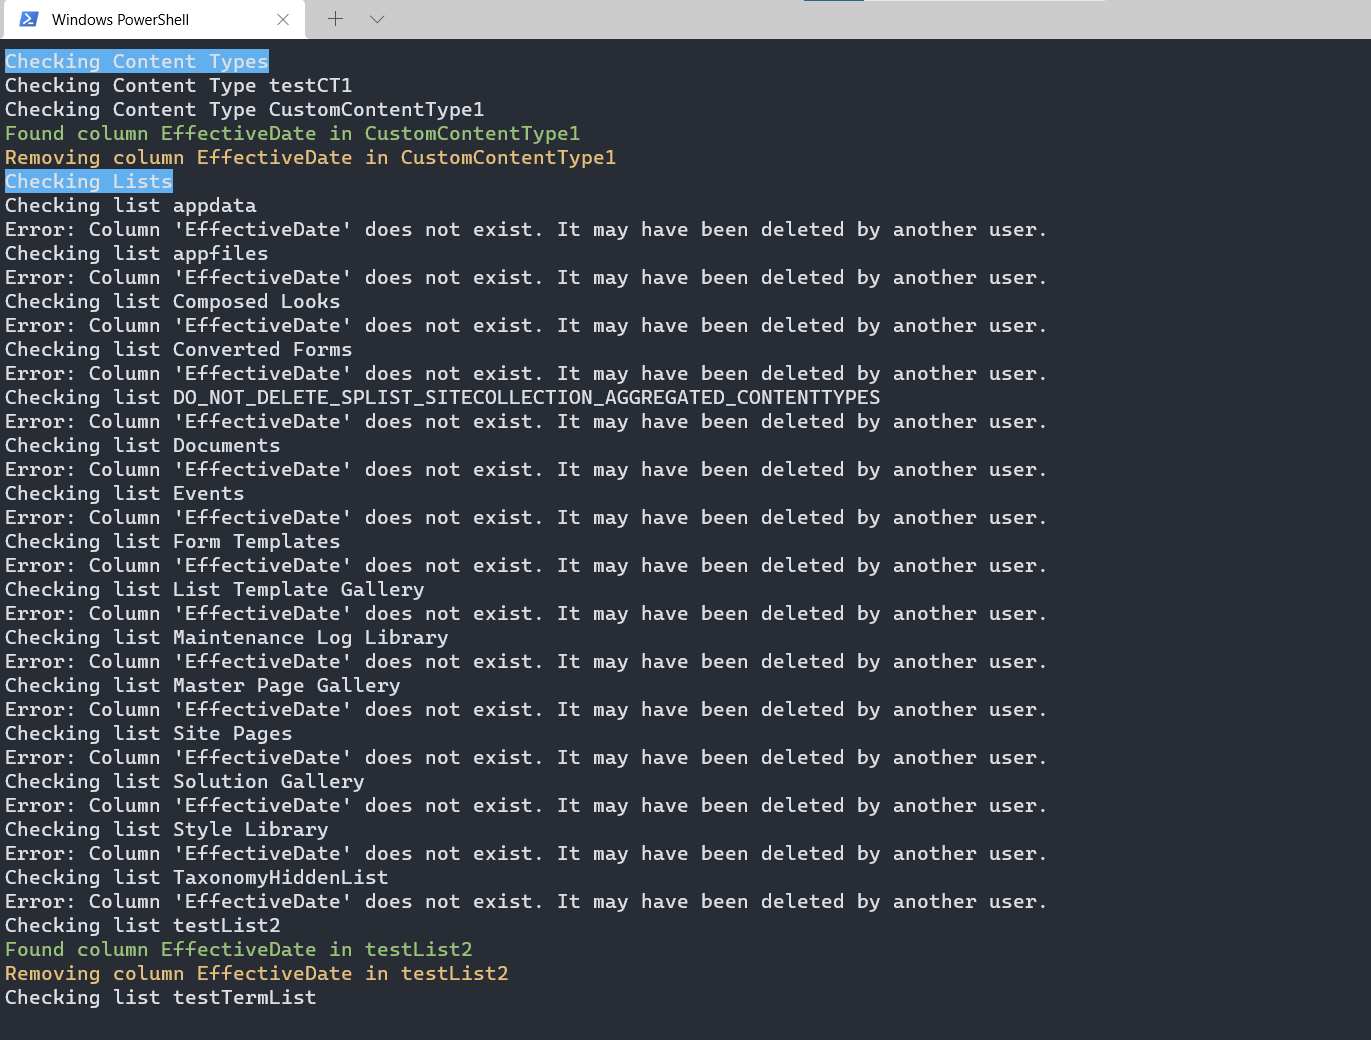 Windows PowerShell
Checking Content Types
Checking Content Type testCT1
Checking Content Type CustomContentType1
Found column EffectiveDate in CustomContentType1
Removing column EffectiveDate in CustomContentType1
Checking Lists
Checking list appdata
Error: Column 'EffectiveDate' does not exist. It may have been deleted by another user.
Checking list appfiles
Error: Column 'EffectiveDate' does not exist. It may have been deleted by another user.
Checking list Composed Looks
Error: Column 'EffectiveDate' does not exist. It may have been deleted by another user.
Checking list Converted Forms
Error: Column 'EffectiveDate' does not exist. It may have been deleted by another user.
Checking list DO_NOT_DELETE_SPLIST_SITECOLLECTION_AGGREGATED_CONTENTTYPES
Error: Column 'EffectiveDate' does not exist. It may have been deleted by another user.
Checking list Documents
Error: Column 'EffectiveDate' does not exist. It may have been deleted by another user.
Checking list Events
Error: Column 'EffectiveDate' does not exist. It may have been deleted by another user.
Checking list Form Templates
Error: Column 'EffectiveDate' does not exist. It may have been deleted by another user.
Checking list List Template Gallery
Error: Column 'EffectiveDate' does not exist. It may have been deleted by another user.
Checking list Maintenance Log Library
Error: Column 'EffectiveDate' does not exist. It may have been deleted by another user.
Checking list Master Page Gallery
Error: Column 'EffectiveDate' does not exist. It may have been deleted by another user.
Checking list Site Pages
Error: Column 'EffectiveDate' does not exist. It may have been deleted by another user.
Checking list Solution Gallery
Error: Column 'EffectiveDate' does not exist. It may have been deleted by another user.
Checking list Style Library
Error: Column 'EffectiveDate' does not exist. It may have been deleted by another user.
Checking list TaxonomyHiddenList
Error: Column 'EffectiveDate' does not exist. It may have been deleted by another user.
Checking list testList2
Found column EffectiveDate in testList2
Removing column EffectiveDate in testList2
Checking list testTermList